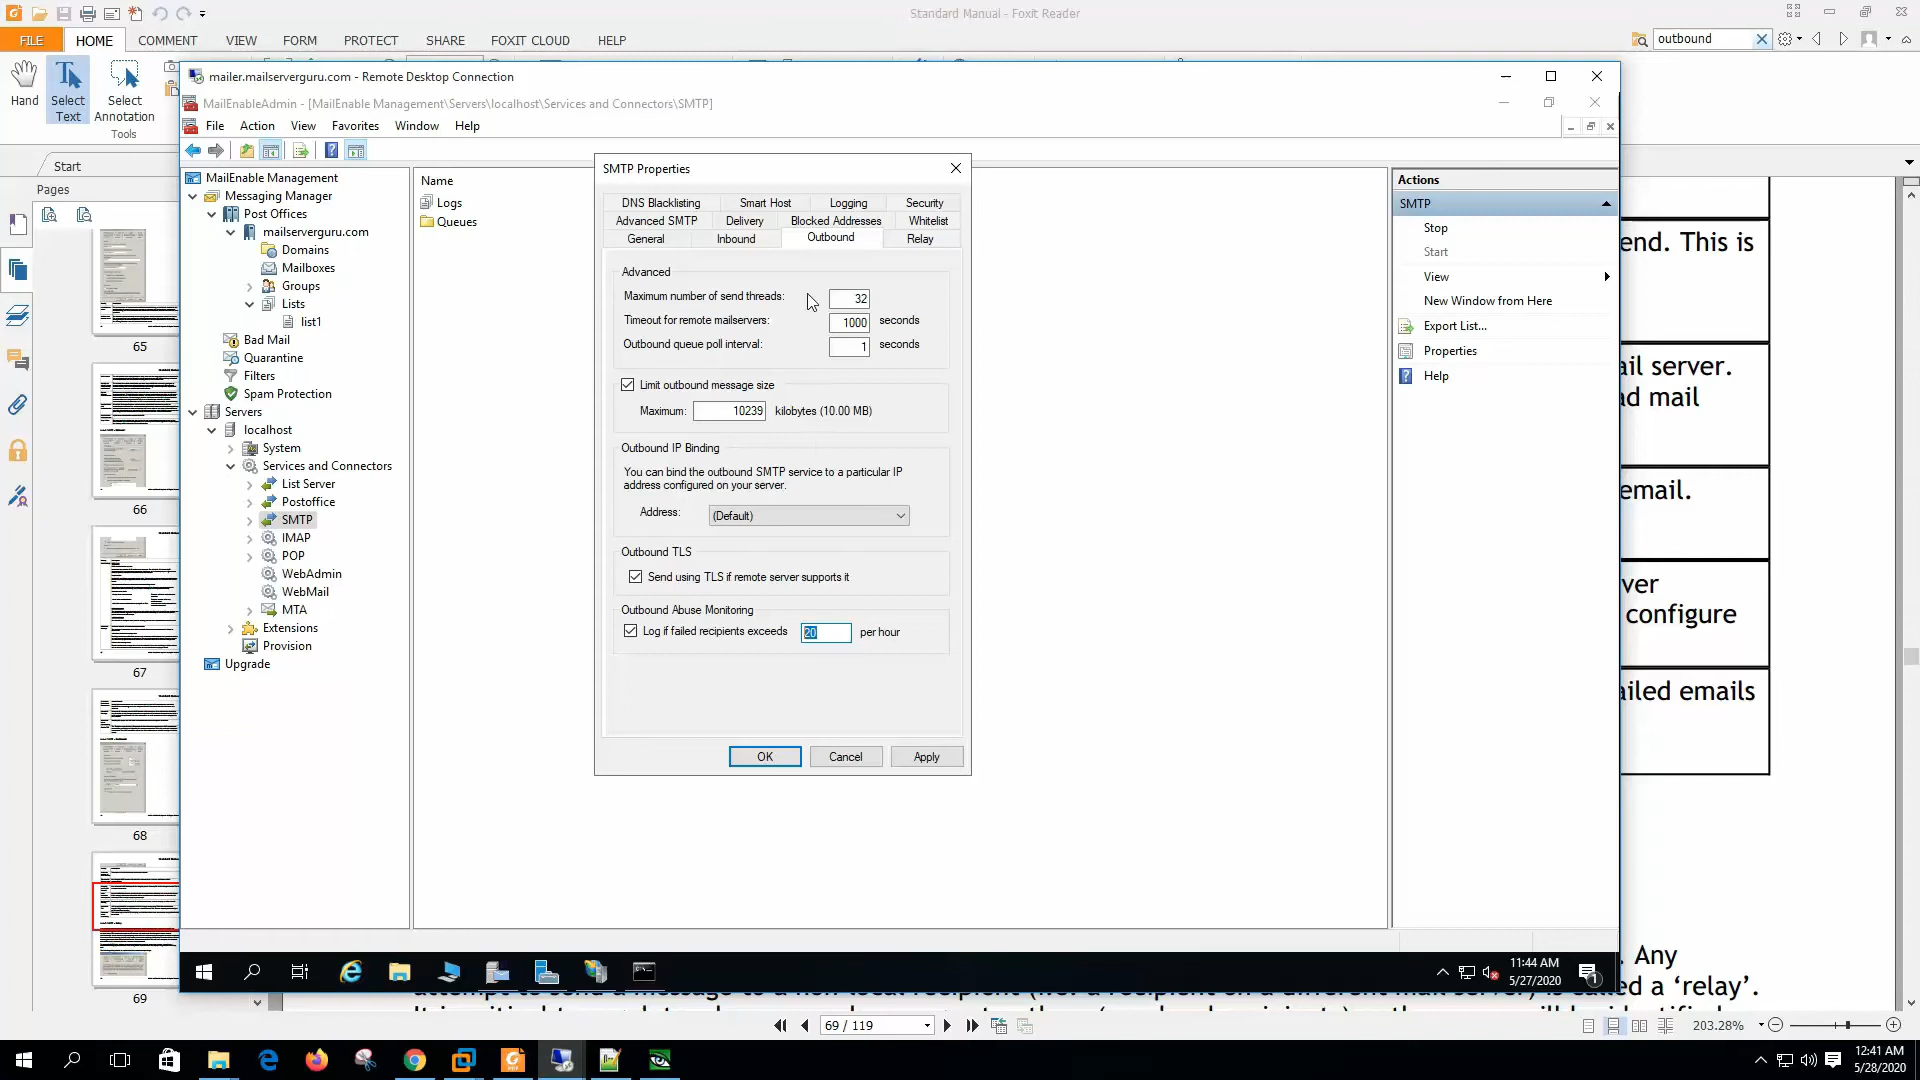 Standard Manual - Foxit Reader
FILE
HOME
COMMENT
VIEW
FORM
PROTECT
SHARE
FOXIT CLOUD
HELP
outbound
Hand
Select
Text
Select
Annotation
Tools
Start
Pages
65
66
67
68
69
mailer.mailserverguru.com - Remote Desktop Connection
MailEnableAdmin - [MailEnable Management\Servers\localhost\Services and Connectors\SMTP]
File
Action
View
Favorites
Window
Help
MailEnable Management
Messaging Manager
Post Offices
mailserverguru.com
Domains
Mailboxes
Groups
Lists
list1
Bad Mail
Quarantine
Filters
Spam Protection
Servers
localhost
System
Services and Connectors
List Server
Postoffice
SMTP
IMAP
POP
WebAdmin
WebMail
MTA
Extensions
Provision
Upgrade
Name
Logs
Queues
SMTP Properties
DNS Blacklisting
Smart Host
Logging
Security
Advanced SMTP
Delivery
Blocked Addresses
Whitelist
General
Inbound
Outbound
Relay
Advanced
Maximum number of send threads: 32
Timeout for remote mailservers: 1000 seconds
Outbound queue poll interval: 1 seconds
Limit outbound message size
Maximum: 10239 kilobytes (10.00 MB)
Outbound IP Binding
You can bind the outbound SMTP service to a particular IP
address configured on your server.
Address: (Default)
Outbound TLS
Send using TLS if remote server supports it
Outbound Abuse Monitoring
Log if failed recipients exceeds 20 per hour
OK
Cancel
Apply
Actions
SMTP
Stop
Start
View
New Window from Here
Export List...
Properties
Help
end. This is
ail server.
ad mail
email.
ver
configure
ailed emails
. Any
s called a ‘relay’.
11:44 AM
5/27/2020
1
69 / 119
203.28%
12:41 AM
5/28/2020